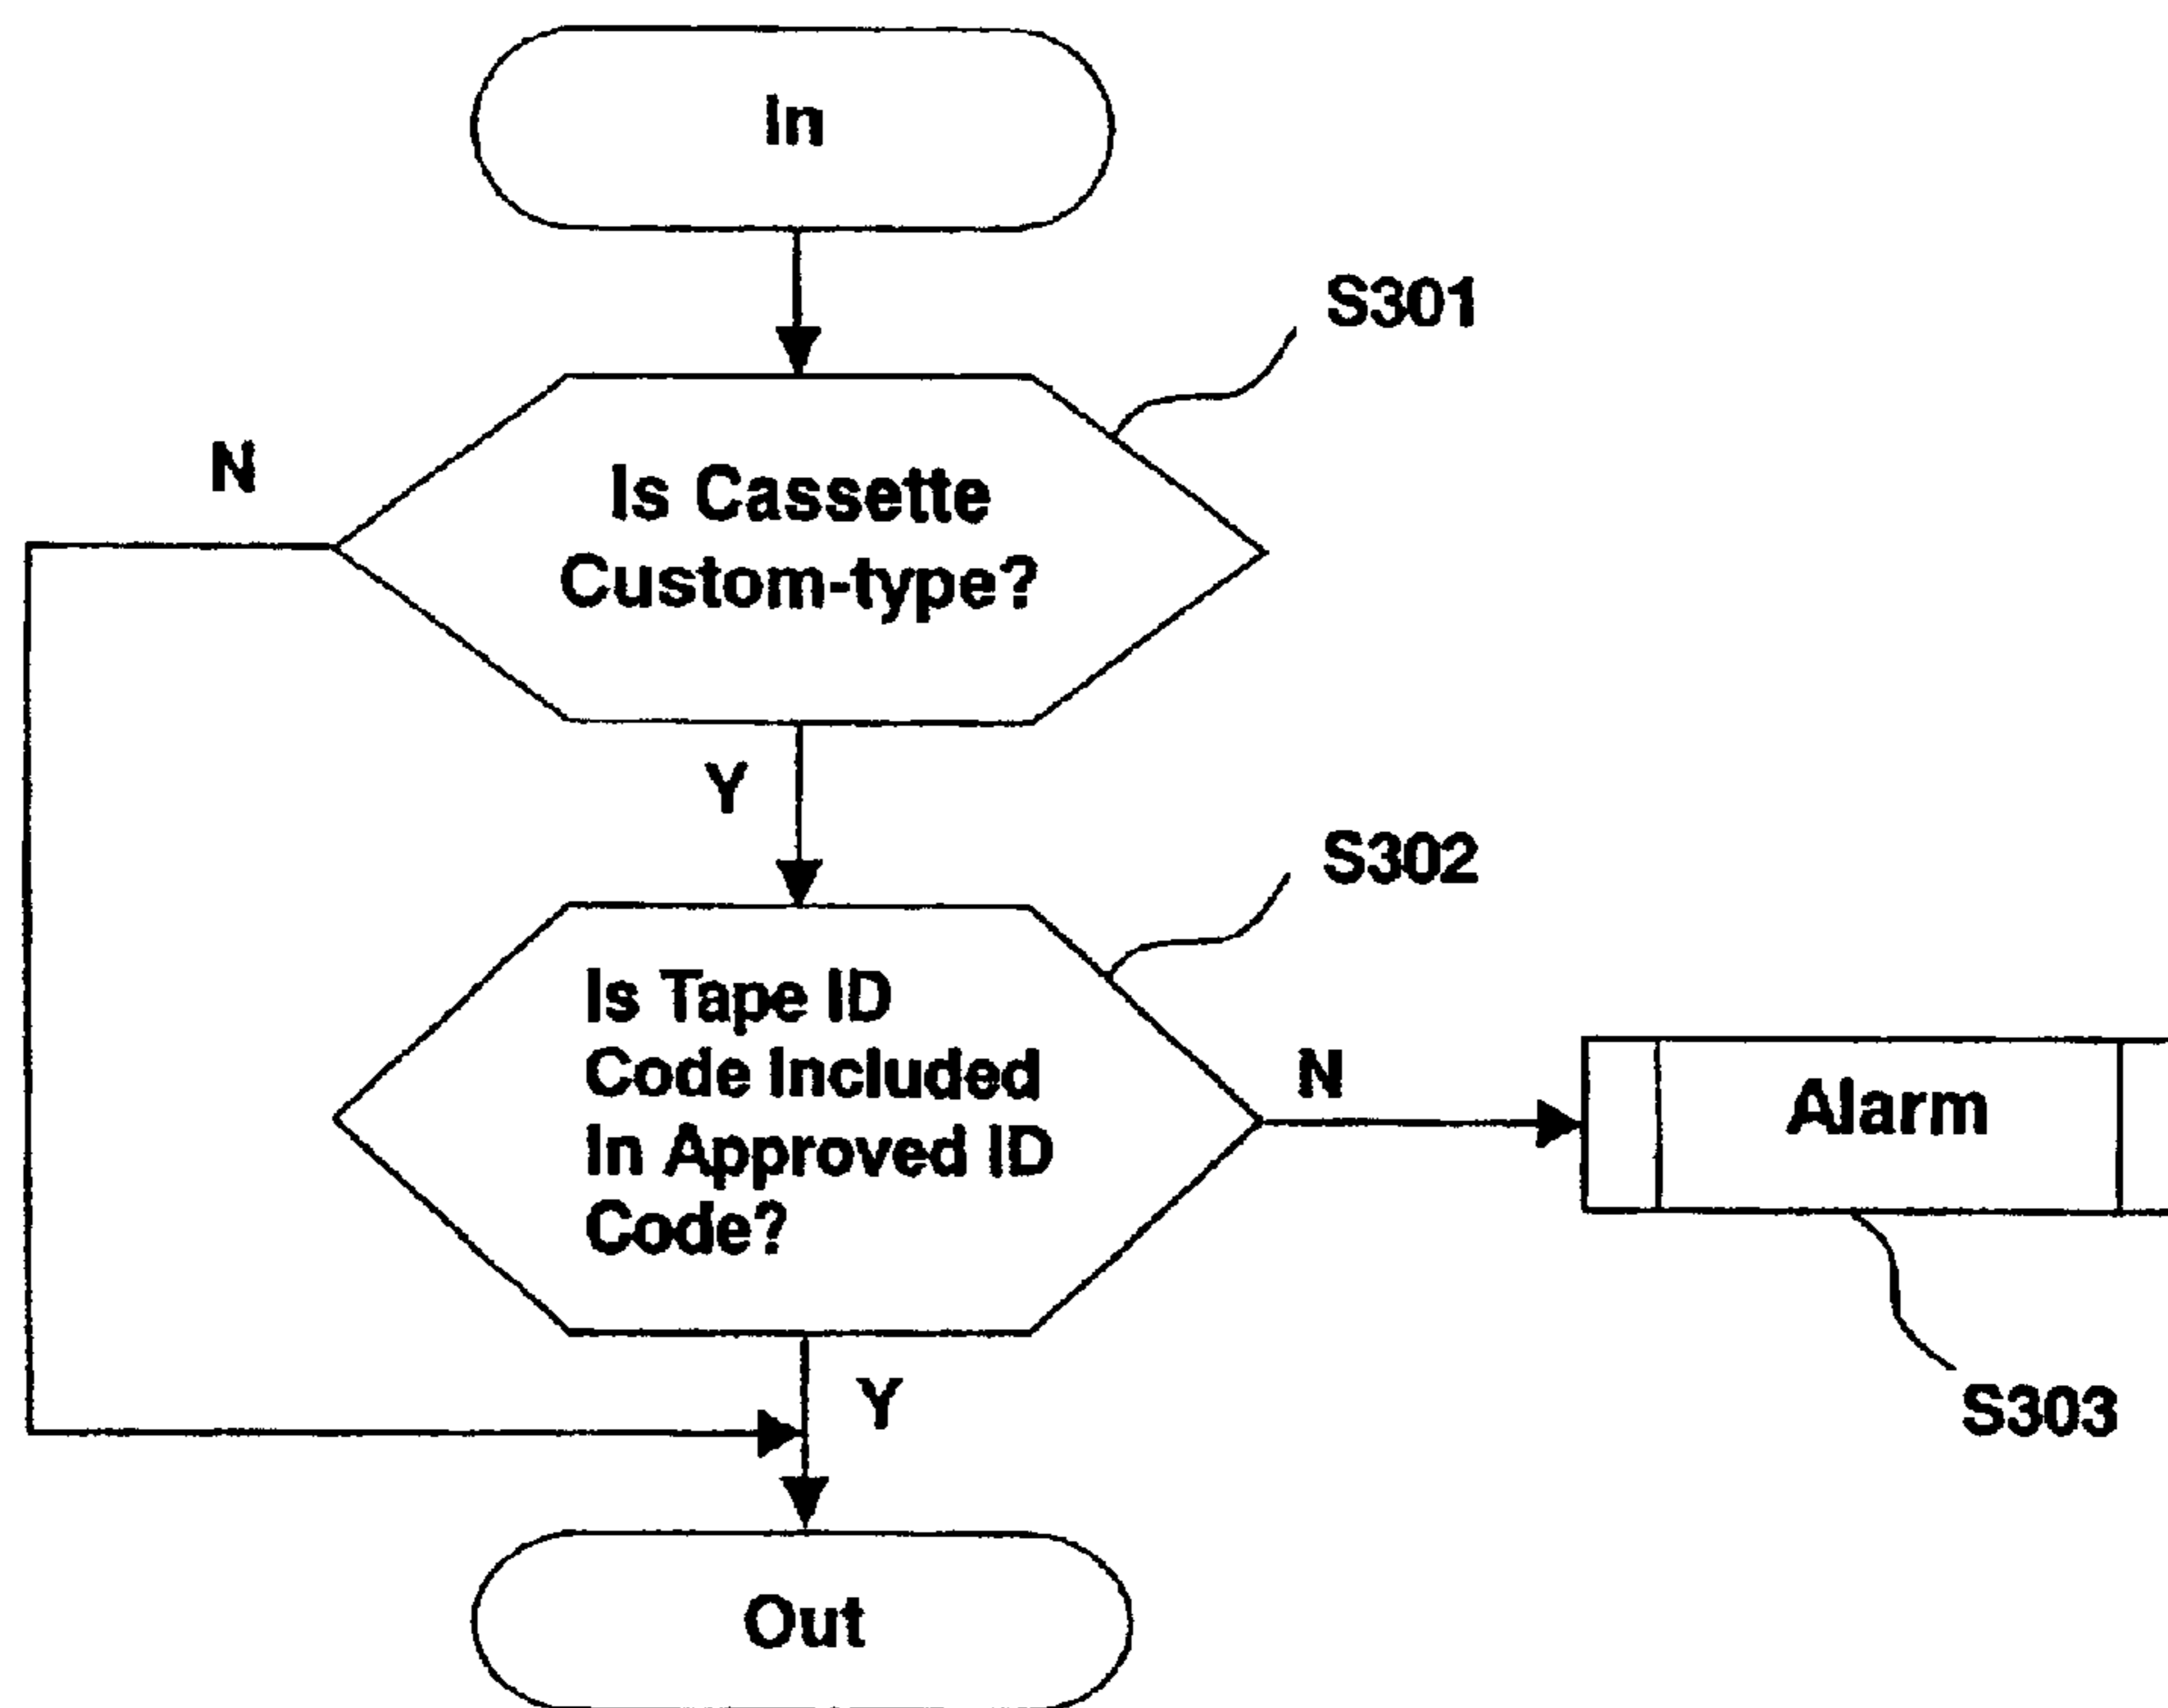 In
S301
N
Is Cassette
Custom-type?
Y
S302
Is Tape ID
Code Included
In Approved ID
Code?
N
Alarm
Y
S303
Out